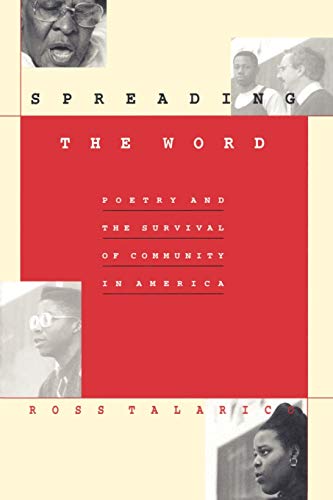 SPREADING
THE WORD
POETRY AND
THE SURVIVAL
OF COMMUNITY
IN AMERICA
ROSS TALARICO